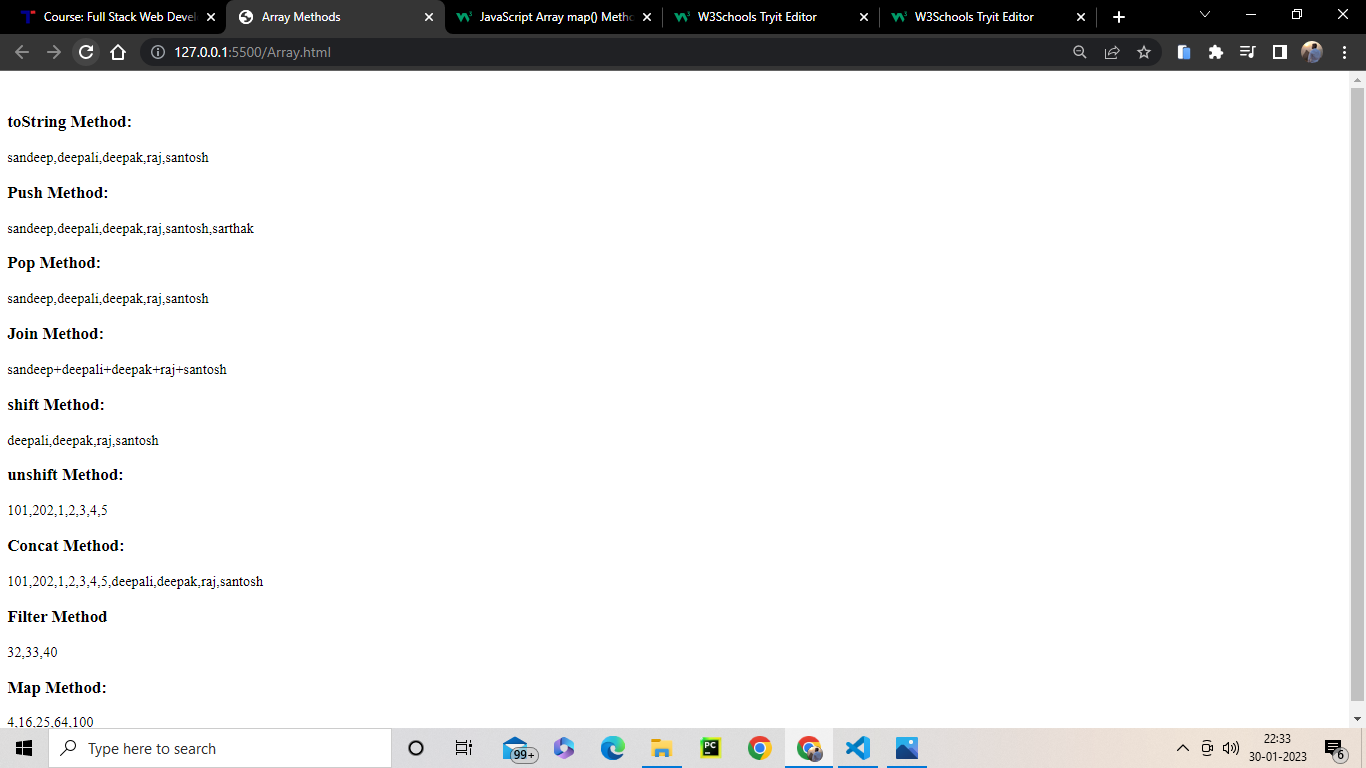 Course: Full Stack Web Devel
Array Methods
JavaScript Array map() Metho
W3Schools Tryit Editor
W3Schools Tryit Editor
127.0.0.1:5500/Array.html
toString Method:
sandeep,deepali,deepak,raj,santosh
Push Method:
sandeep,deepali,deepak,raj,santosh,sarthak
Pop Method:
sandeep,deepali,deepak,raj,santosh
Join Method:
sandeep+deepali+deepak+raj+santosh
shift Method:
deepali,deepak,raj,santosh
unshift Method:
101,202,1,2,3,4,5
Concat Method:
101,202,1,2,3,4,5,deepali,deepak,raj,santosh
Filter Method
32,33,40
Map Method:
4,16,25,64,100
Type here to search
99+
PC
22:33
30-01-2023
6